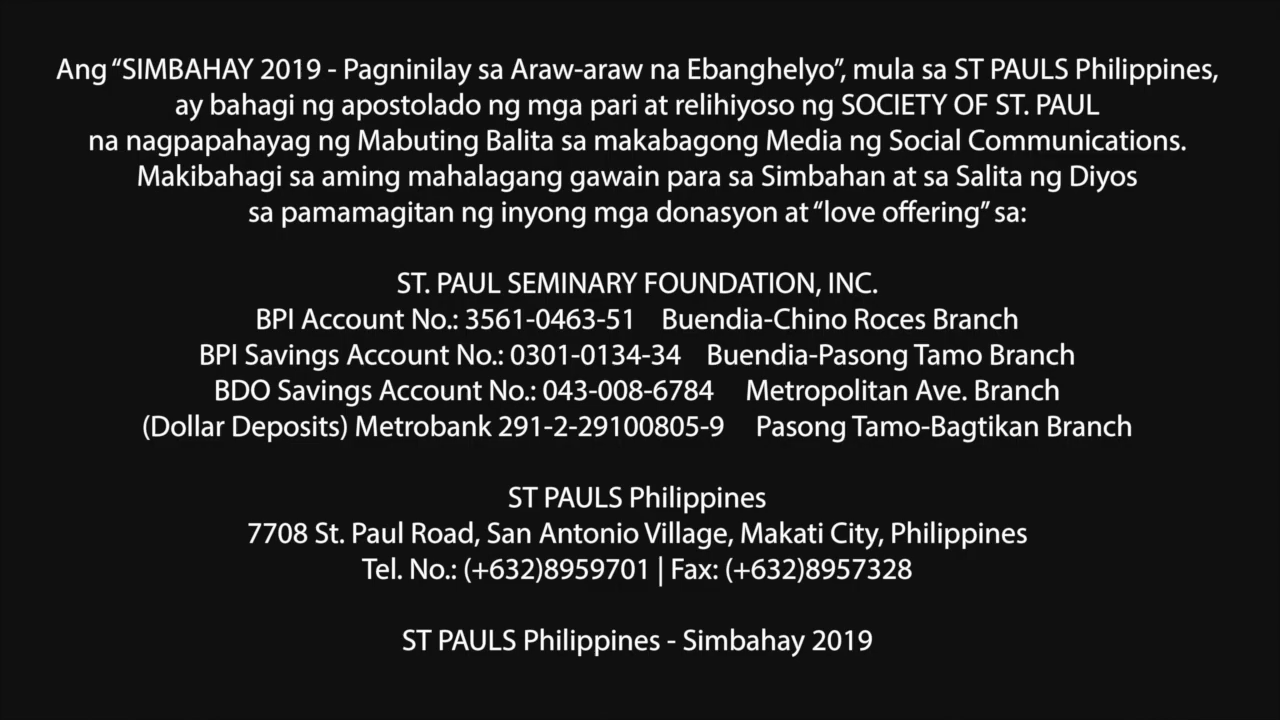 Ang “SIMBAHAY 2019 - Pagninilay sa Araw-araw na Ebanghelyo”, mula sa ST PAULS Philippines,
ay bahagi ng apostolado ng mga pari at relihiyoso ng SOCIETY OF ST. PAUL
na nagpapahayag ng Mabuting Balita sa makabagong Media ng Social Communications.
Makibahagi sa aming mahalagang gawain para sa Simbahan at sa Salita ng Diyos
sa pamamagitan ng inyong mga donasyon at “love offering” sa:
ST. PAUL SEMINARY FOUNDATION, INC.
BPI Account No.: 3561-0463-51 Buendia-Chino Roces Branch
BPI Savings Account No.: 0301-0134-34 Buendia-Pasong Tamo Branch
BDO Savings Account No.: 043-008-6784 Metropolitan Ave. Branch
(Dollar Deposits) Metrobank 291-2-29100805-9 Pasong Tamo-Bagtikan Branch
ST PAULS Philippines
7708 St. Paul Road, San Antonio Village, Makati City, Philippines
Tel. No.: (+632)8959701 | Fax: (+632)8957328
ST PAULS Philippines - Simbahay 2019